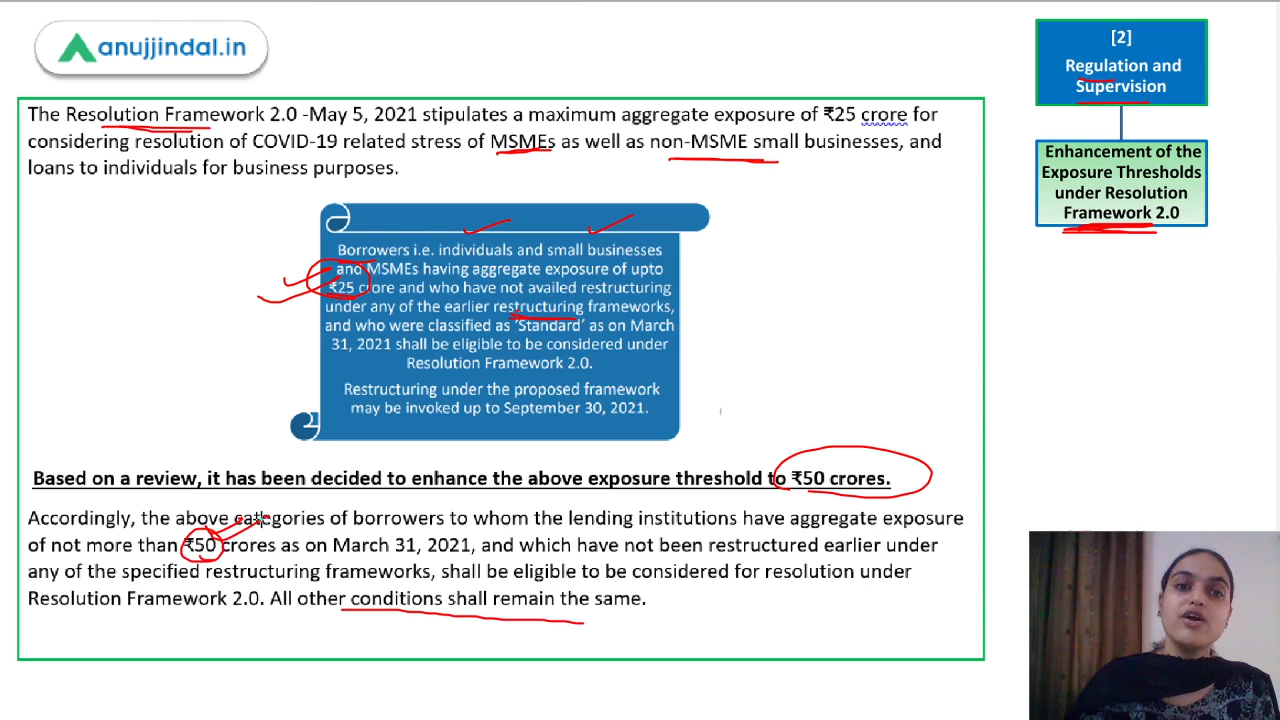 anujjindal.in
[2]
Regulation and
Supervision
Enhancement of the
Exposure Thresholds
under Resolution
Framework 2.0
The Resolution Framework 2.0 -May 5, 2021 stipulates a maximum aggregate exposure of ₹25 crore for
considering resolution of COVID-19 related stress of MSMEs as well as non-MSME small businesses, and
loans to individuals for business purposes.
Borrowers i.e. individuals and small businesses
and MSMEs having aggregate exposure of upto
₹25 crore and who have not availed restructuring
under any of the earlier restructuring frameworks,
and who were classified as 'Standard' as on March
31, 2021 shall be eligible to be considered under
Resolution Framework 2.0.
Restructuring under the proposed framework
may be invoked up to September 30, 2021.
Based on a review, it has been decided to enhance the above exposure threshold to ₹50 crores.
Accordingly, the above categories of borrowers to whom the lending institutions have aggregate exposure
of not more than ₹50 crores as on March 31, 2021, and which have not been restructured earlier under
any of the specified restructuring frameworks, shall be eligible to be considered for resolution under
Resolution Framework 2.0. All other conditions shall remain the same.